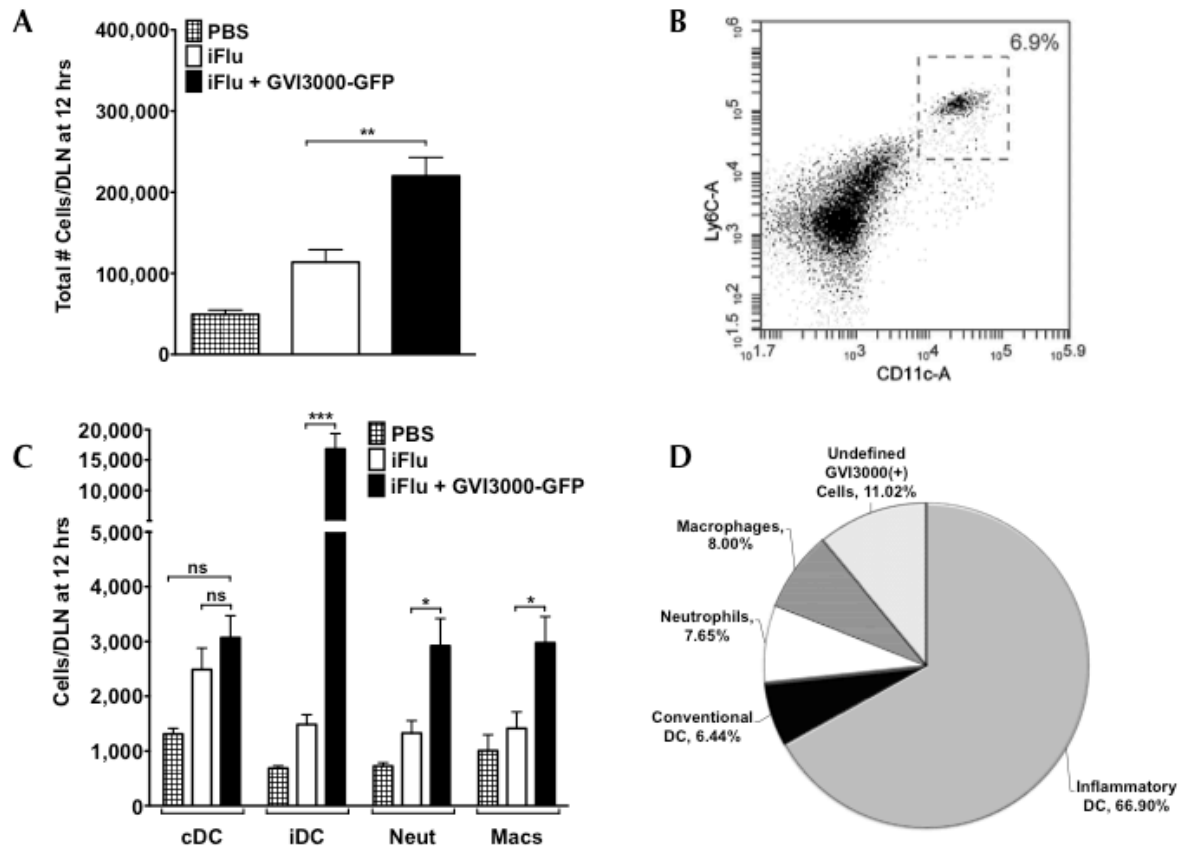 A
Total # Cells/DLN at 12 hrs
400,000
300,000
200,000
100,000
0
PBS
iFlu
iFlu + GVI3000-GFP
**
B
6.9%
Ly6C-A
10^6
10^5
10^4
10^3
10^2
10^1.5
10^1.7
10^3
10^4
10^5
10^5.9
CD11c-A
C
Cells/DLN at 12 hrs
20,000
15,000
10,000
5,000
4,000
3,000
2,000
1,000
0
PBS
iFlu
iFlu + GVI3000-GFP
ns
ns
***
*
*
cDC
iDC
Neut
Macs
D
Undefined
GVI3000(+)
Cells, 11.02%
Macrophages,
8.00%
Neutrophils,
7.65%
Conventional
DC, 6.44%
Inflammatory
DC, 66.90%